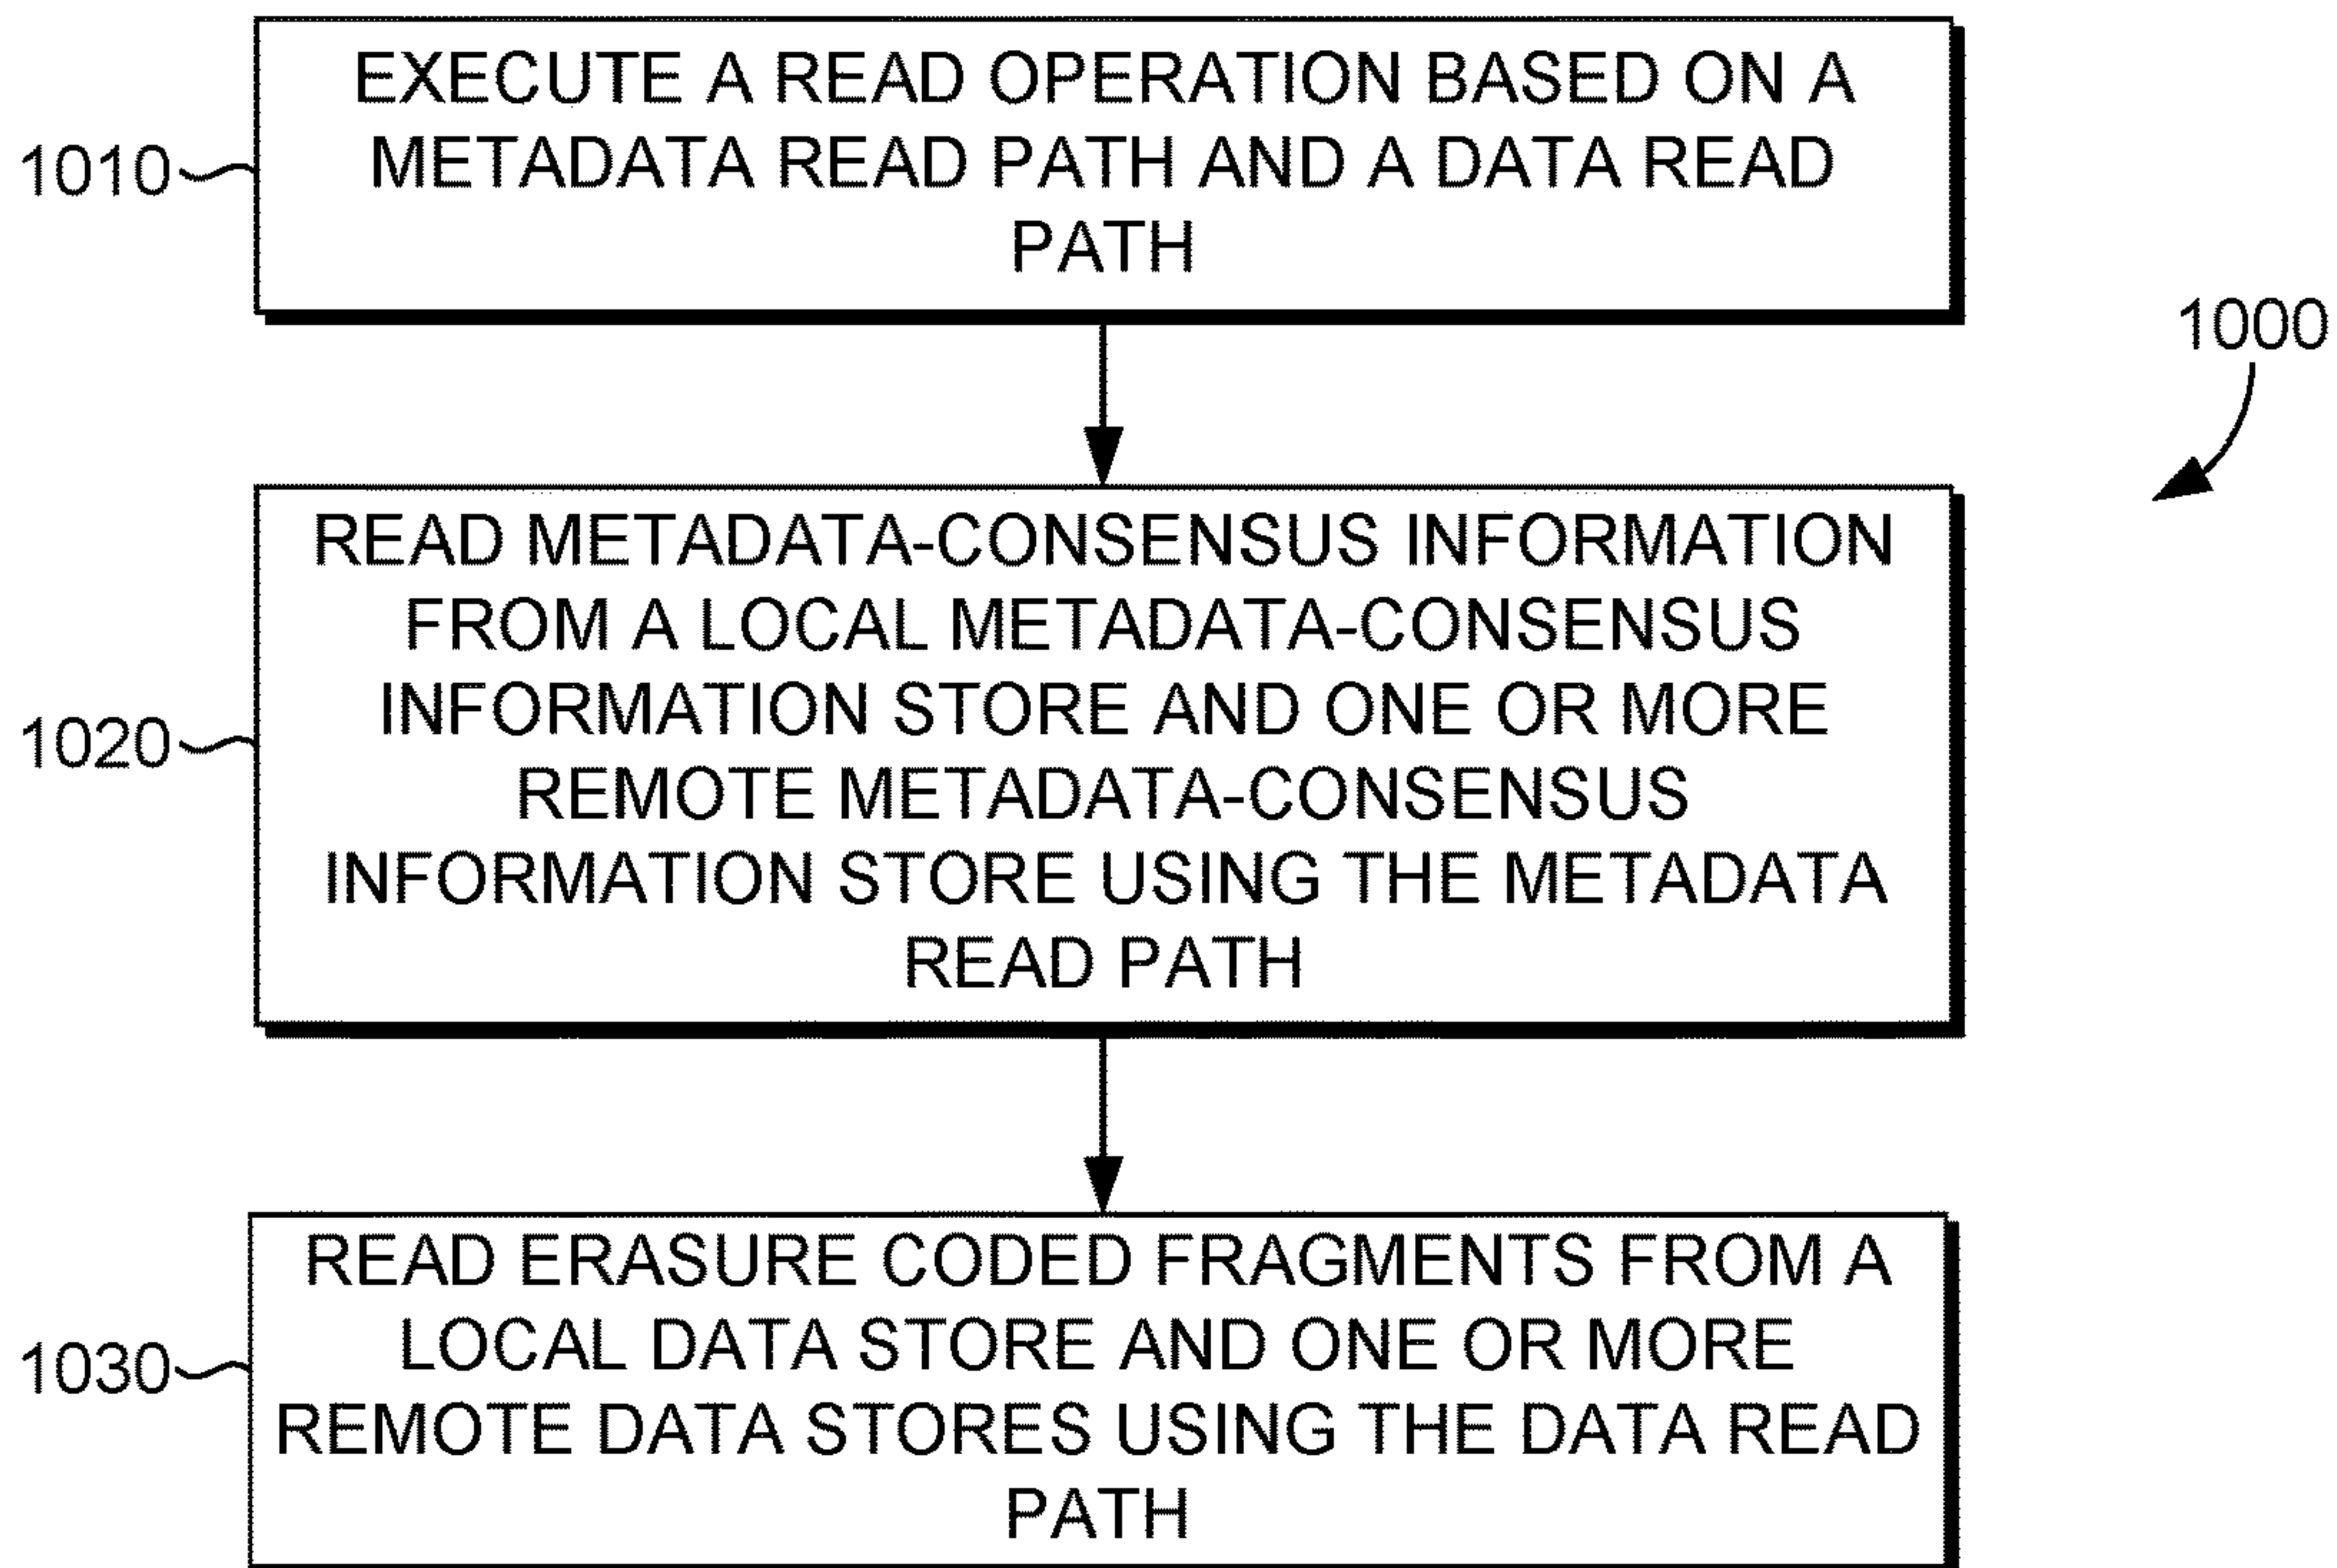 EXECUTE A READ OPERATION BASED ON A
METADATA READ PATH AND A DATA READ
PATH
1010
1000
READ METADATA-CONSENSUS INFORMATION
FROM A LOCAL METADATA-CONSENSUS
INFORMATION STORE AND ONE OR MORE
REMOTE METADATA-CONSENSUS
INFORMATION STORE USING THE METADATA
READ PATH
1020
READ ERASURE CODED FRAGMENTS FROM A
LOCAL DATA STORE AND ONE OR MORE
REMOTE DATA STORES USING THE DATA READ
PATH
1030